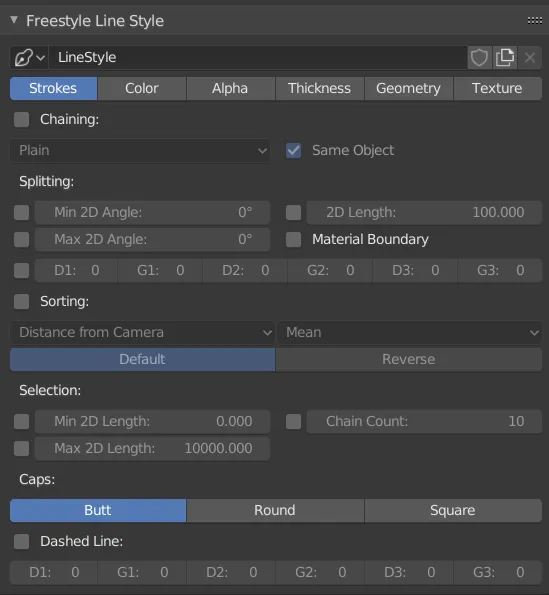 Freestyle Line Style
LineStyle
Strokes Color Alpha Thickness Geometry Texture
Chaining:
Plain Same Object
Splitting:
Min 2D Angle: 0° 2D Length: 100.000
Max 2D Angle: 0° Material Boundary
D1: 0 G1: 0 D2: 0 G2: 0 D3: 0 G3: 0
Sorting:
Distance from Camera Mean
Default Reverse
Selection:
Min 2D Length: 0.000 Chain Count: 10
Max 2D Length: 10000.000
Caps:
Butt Round Square
Dashed Line:
D1: 0 G1: 0 D2: 0 G2: 0 D3: 0 G3: 0